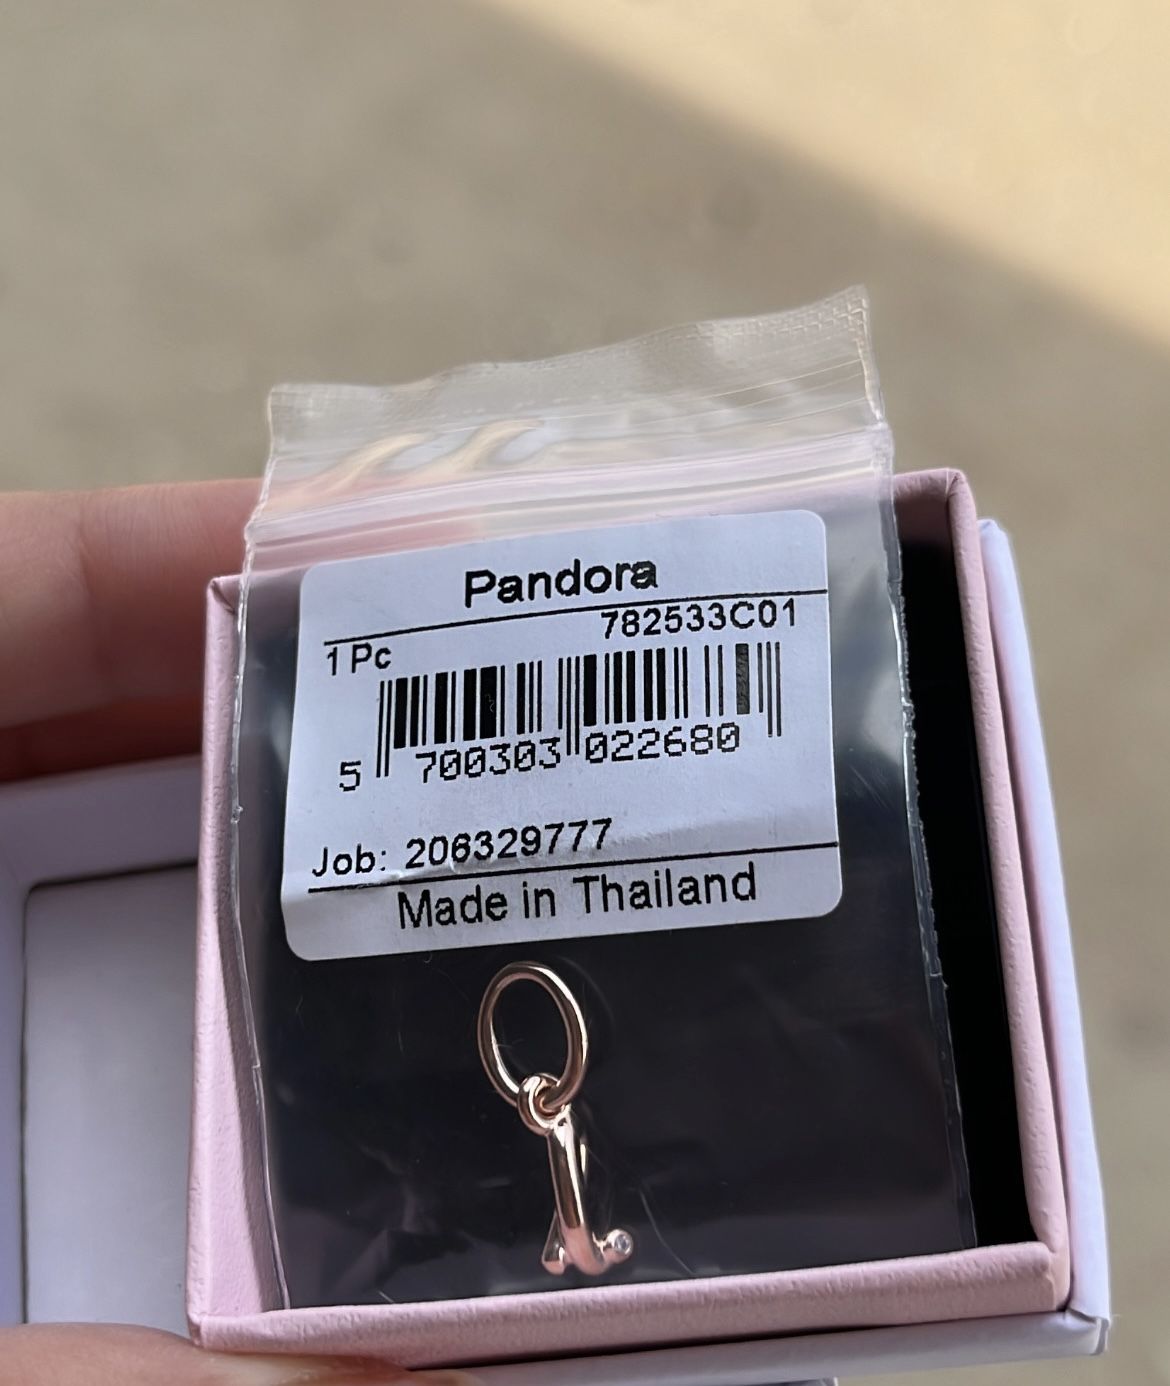 Pandora
782533C01
1 Pc
5 700303 022680
Job: 206329777
Made in Thailand